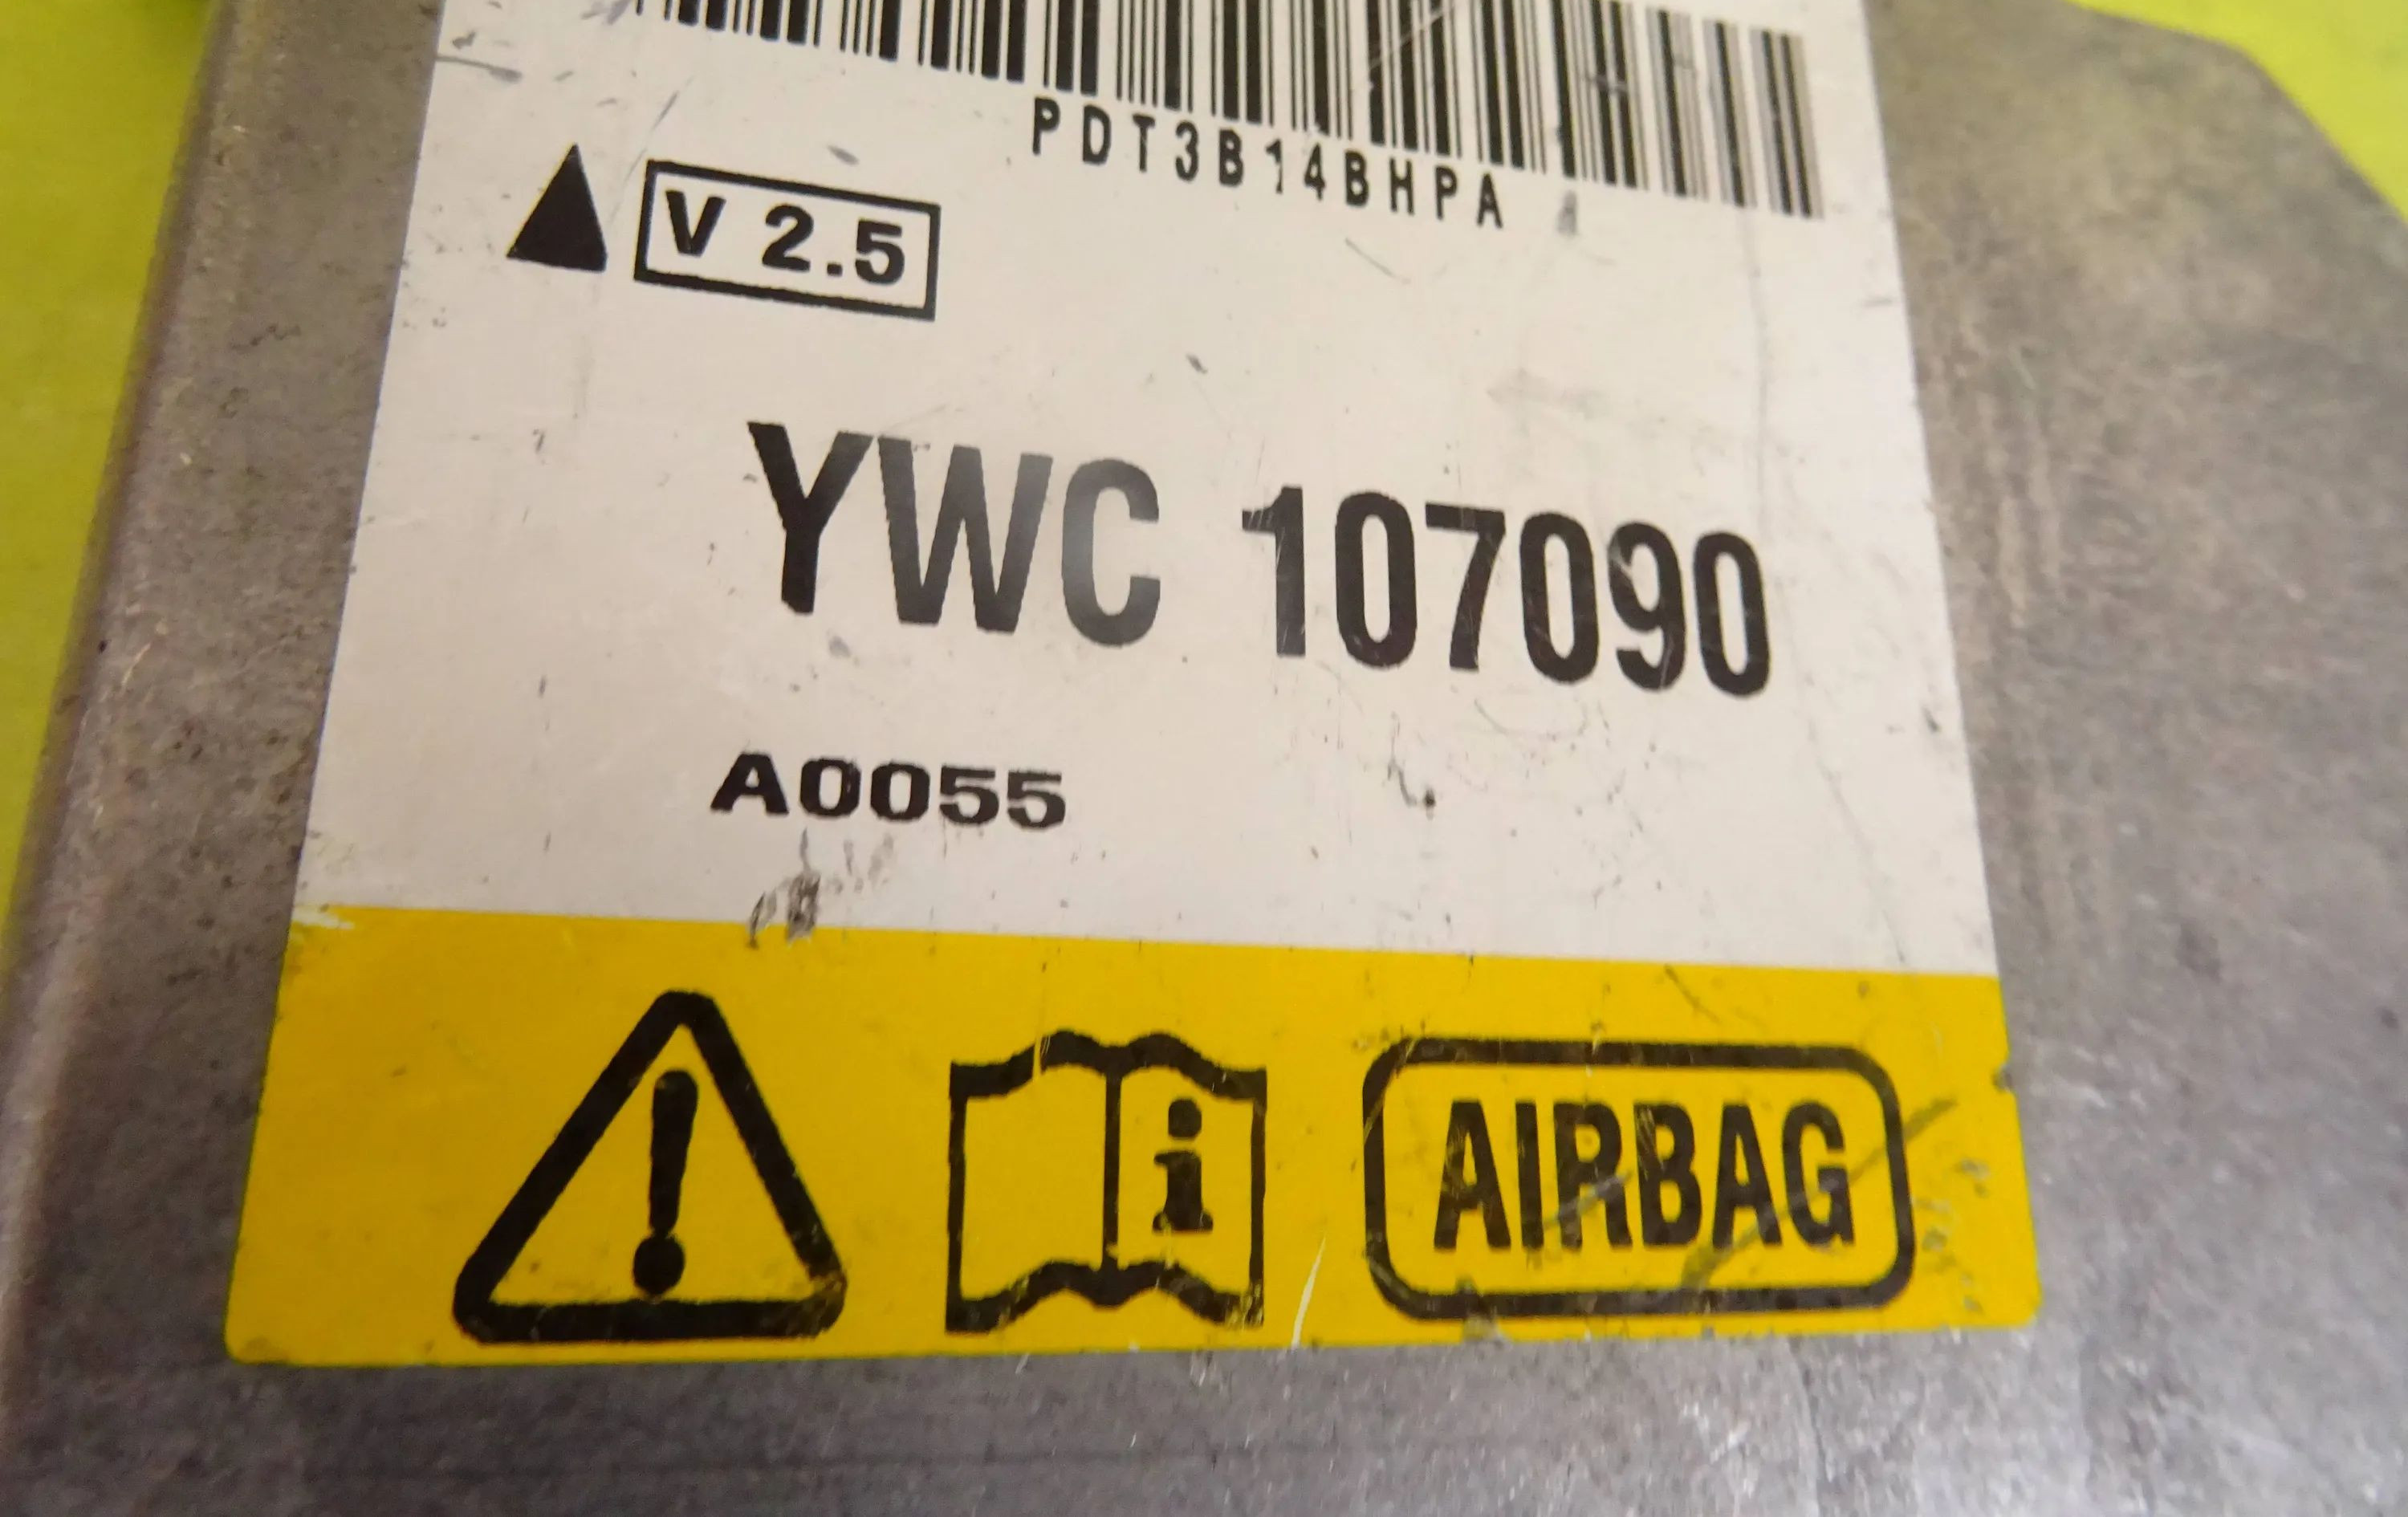 PDT3B14BHPA
V 2.5
YWC 107090
A0055
AIRBAG